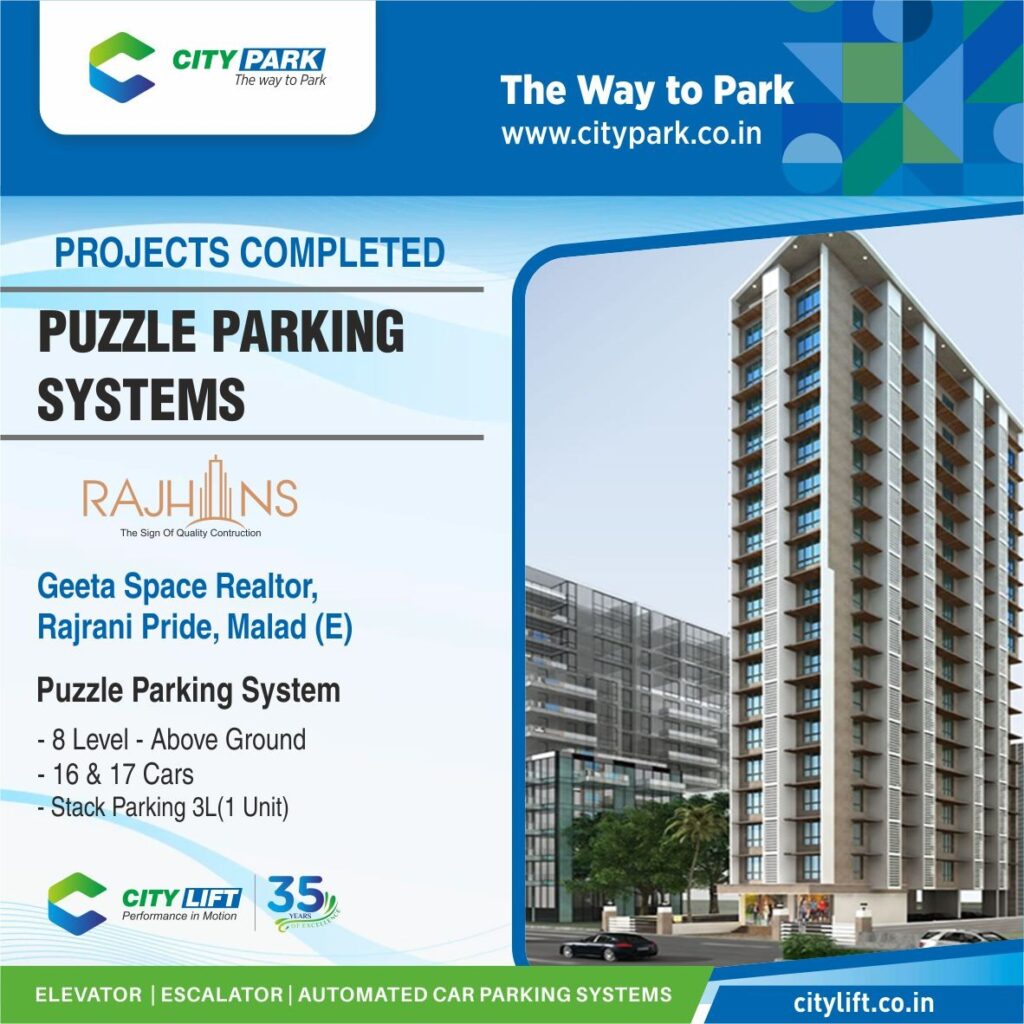 CITY PARK
The way to Park
The Way to Park
www.citypark.co.in
PROJECTS COMPLETED
PUZZLE PARKING
SYSTEMS
RAJHANS
The Sign Of Quality Contruction
Geeta Space Realtor,
Rajrani Pride, Malad (E)
Puzzle Parking System
- 8 Level - Above Ground
- 16 & 17 Cars
- Stack Parking 3L(1 Unit)
CITY LIFT
Performance in Motion
35
YEARS
OF EXCELLENCE
ELEVATOR | ESCALATOR | AUTOMATED CAR PARKING SYSTEMS
citylift.co.in